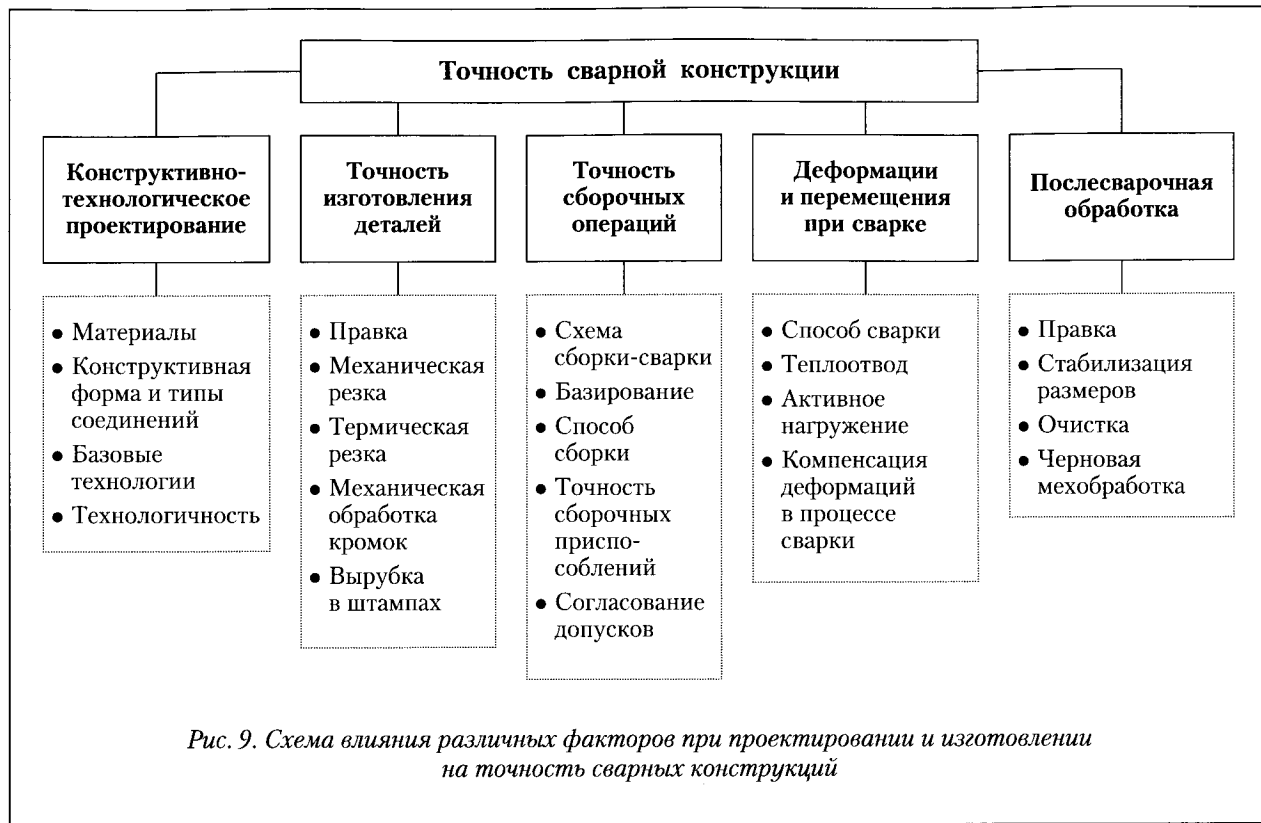 Точность сварной конструкции
Конструктивно-
технологическое
проектирование
Точность
изготовления
деталей
Точность
сборочных
операций
Деформации
и перемещения
при сварке
Послесварочная
обработка
● Материалы
● Конструктивная
форма и типы
соединений
● Базовые
технологии
● Технологичность
● Правка
● Механическая
резка
● Термическая
резка
● Механическая
обработка
кромок
● Вырубка
в штампах
● Схема
сборки-сварки
● Базирование
● Способ
сборки
● Точность
сборочных
приспо-
соблений
● Согласование
допусков
● Способ сварки
● Теплоотвод
● Активное
нагружение
● Компенсация
деформаций
в процессе
сварки
● Правка
● Стабилизация
размеров
● Очистка
● Черновая
мехобработка
Рис. 9. Схема влияния различных факторов при проектировании и изготовлении
на точность сварных конструкций